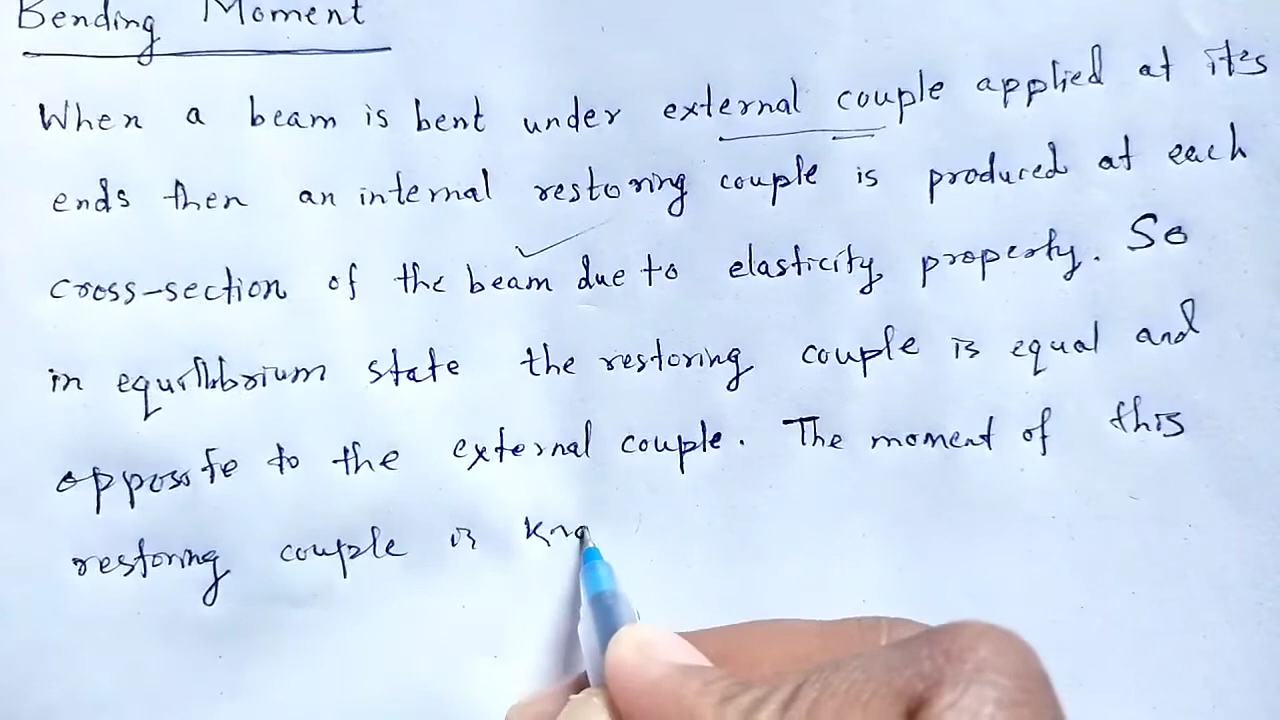 Bending Moment
When a beam is bent under external couple applied at it's
ends then an internal restoring couple is produced at each
cross-section of the beam due to elasticity property. So
in equilibrium state the restoring couple is equal and
opposite to the external couple. The moment of this
restoring couple is kno